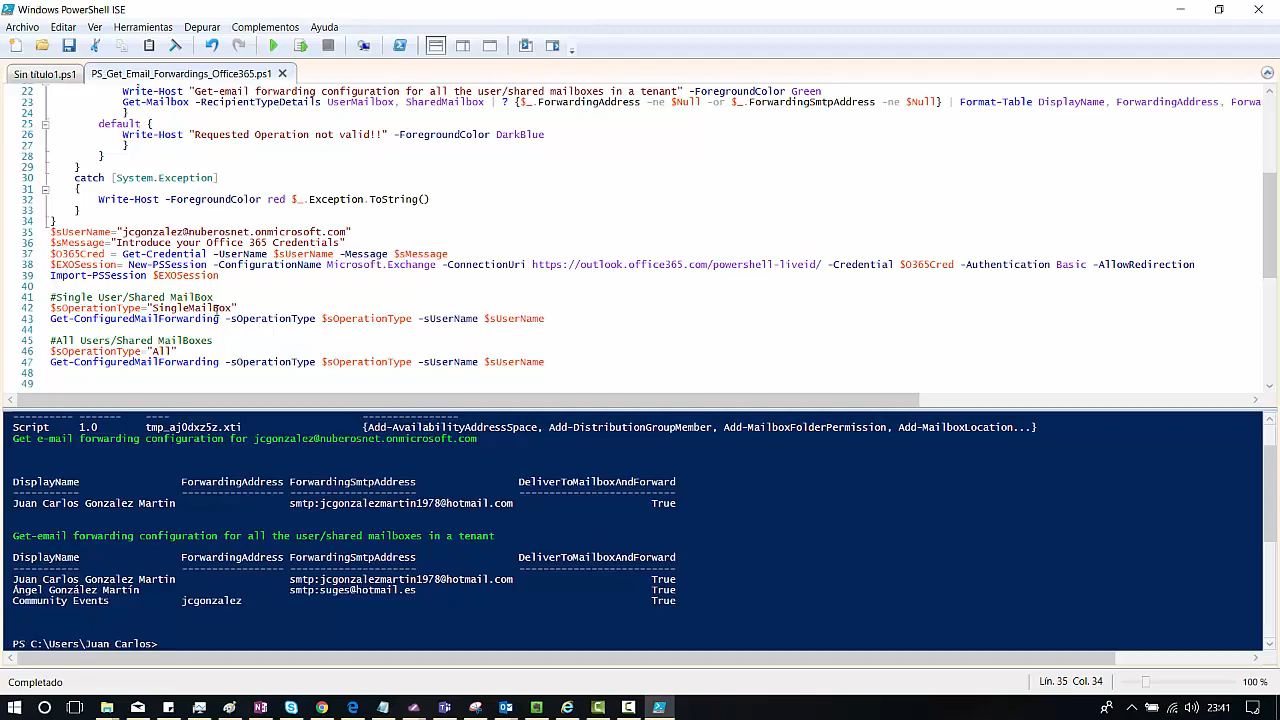 Windows PowerShell ISE
Archivo Editar Ver Herramientas Depurar Complementos Ayuda
Sin título1.ps1 PS_Get_Email_Forwardings_Office365.ps1
22 Write-Host "Get-email forwarding configuration for all the user/shared mailboxes in a tenant" -ForegroundColor Green
23 Get-Mailbox -RecipientTypeDetails UserMailbox, SharedMailbox | ? {$_.ForwardingAddress -ne $Null -or $_.ForwardingSmtpAddress -ne $Null} | Format-Table DisplayName, ForwardingAddress, Forwa
24 }
25 default {
26 Write-Host "Requested Operation not valid!!" -ForegroundColor DarkBlue
27 }
28 }
29 }
30 catch [System.Exception]
31 {
32 Write-Host -ForegroundColor red $_.Exception.ToString()
33 }
34 }
35 $sUserName="jcgonzalez@nuberosnet.onmicrosoft.com"
36 $sMessage="Introduce your Office 365 Credentials"
37 $O365Cred = Get-Credential -UserName $sUserName -Message $sMessage
38 $EXOSession= New-PSSession -ConfigurationName Microsoft.Exchange -ConnectionUri https://outlook.office365.com/powershell-liveid/ -Credential $O365Cred -Authentication Basic -AllowRedirection
39 Import-PSSession $EXOSession
40
41 #Single User/Shared MailBox
42 $sOperationType="SingleMailBox"
43 Get-ConfiguredMailForwarding -sOperationType $sOperationType -sUserName $sUserName
44
45 #All Users/Shared MailBoxes
46 $sOperationType="All"
47 Get-ConfiguredMailForwarding -sOperationType $sOperationType -sUserName $sUserName
48
49
---------- ------- ---- ----------------
Script 1.0 tmp_aj0dxz5z.xti {Add-AvailabilityAddressSpace, Add-DistributionGroupMember, Add-MailboxFolderPermission, Add-MailboxLocation...}
Get e-mail forwarding configuration for jcgonzalez@nuberosnet.onmicrosoft.com
DisplayName ForwardingAddress ForwardingSmtpAddress DeliverToMailboxAndForward
----------- ----------------- --------------------- --------------------------
Juan Carlos Gonzalez Martin smtp:jcgonzalezmartin1978@hotmail.com True
Get-email forwarding configuration for all the user/shared mailboxes in a tenant
DisplayName ForwardingAddress ForwardingSmtpAddress DeliverToMailboxAndForward
----------- ----------------- --------------------- --------------------------
Juan Carlos Gonzalez Martin smtp:jcgonzalezmartin1978@hotmail.com True
Ángel González Martín smtp:suges@hotmail.es True
Community Events jcgonzalez True
PS C:\Users\Juan Carlos>
Completado Lín. 35 Col. 34 100 %
23:41